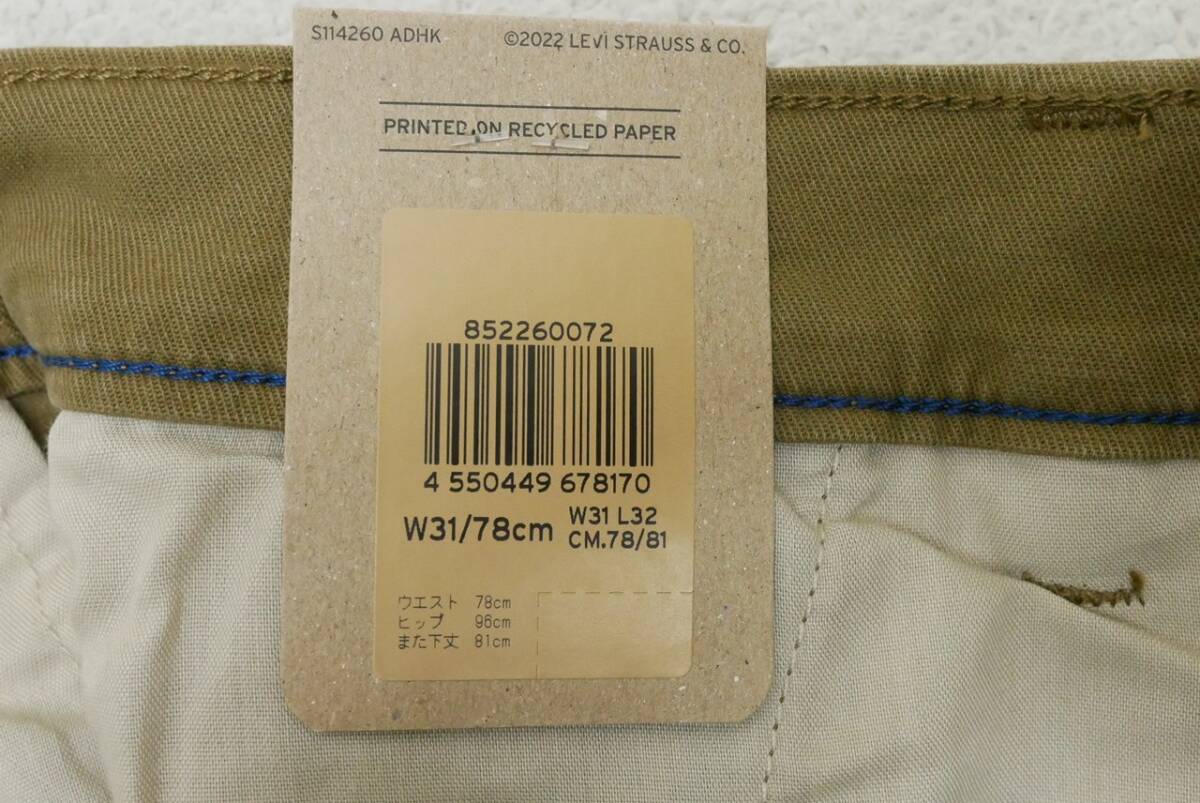 S114260 ADHK ©2022 LEVI STRAUSS & CO.
PRINTED ON RECYCLED PAPER
852260072
4 550449 678170
W31/78cm
W31 L32
CM.78/81
ウエスト 78cm
ヒップ 96cm
また下丈 81cm